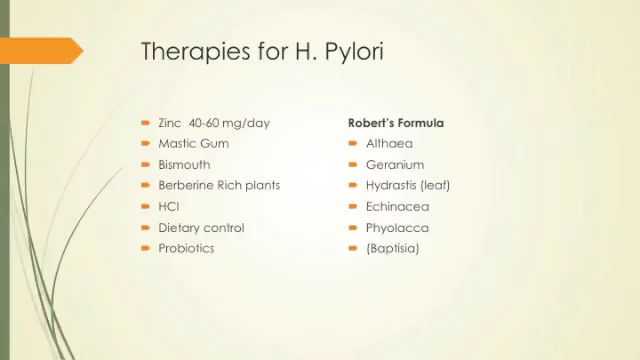 Therapies for H. Pylori
Zinc 40-60 mg/day
Mastic Gum
Bismouth
Berberine Rich plants
HCl
Dietary control
Probiotics
Robert's Formula
Althaea
Geranium
Hydrastis (leaf)
Echinacea
Phyolacca
(Baptisia)